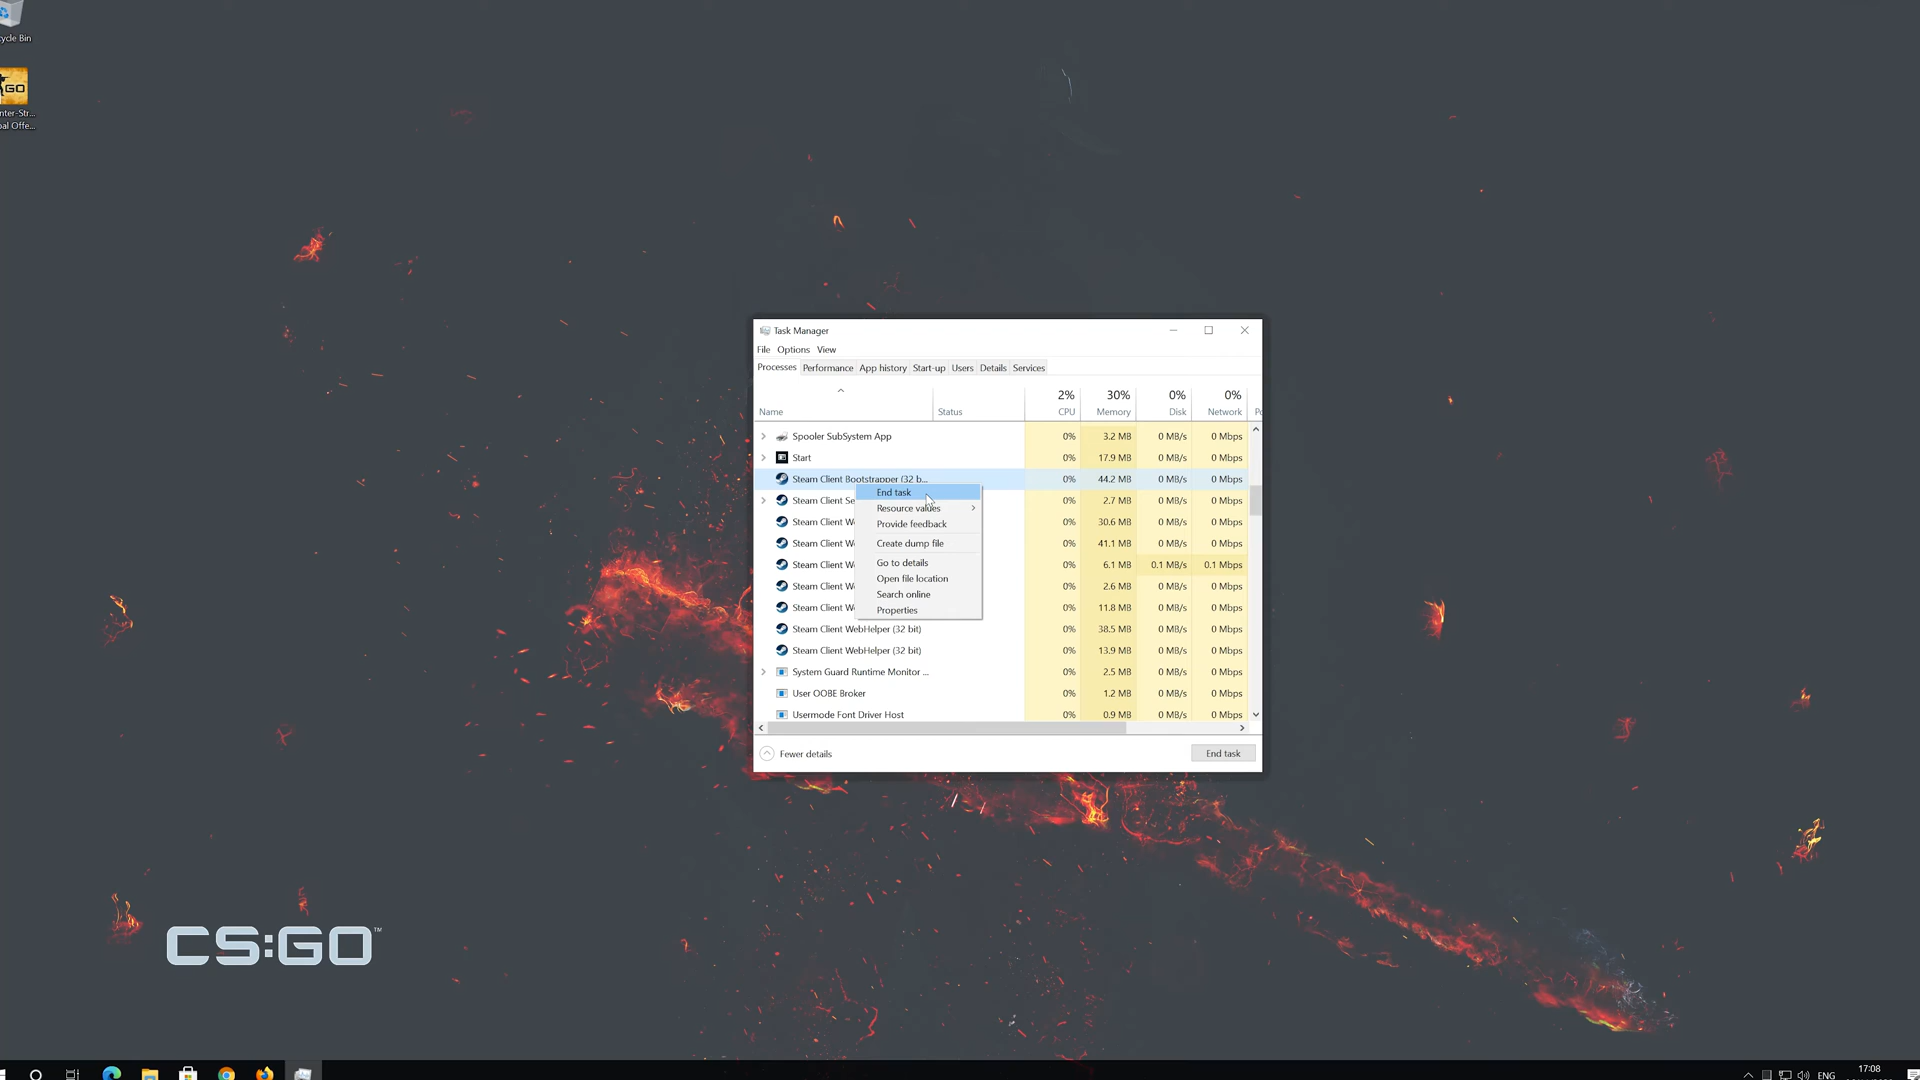 ycle Bin
GO
nter-Str...
bal Offe...
Task Manager
File Options View
Processes Performance App history Start-up Users Details Services
2% 30% 0% 0%
Name Status CPU Memory Disk Network Po
Spooler SubSystem App 0% 3.2 MB 0 MB/s 0 Mbps
Start 0% 17.9 MB 0 MB/s 0 Mbps
Steam Client Bootstrapper (32 b... 0% 44.2 MB 0 MB/s 0 Mbps
End task
Steam Client Se 0% 2.7 MB 0 MB/s 0 Mbps
Resource values
Steam Client W 0% 30.6 MB 0 MB/s 0 Mbps
Provide feedback
Steam Client W 0% 41.1 MB 0 MB/s 0 Mbps
Create dump file
Steam Client W 0% 6.1 MB 0.1 MB/s 0.1 Mbps
Go to details
Open file location
Steam Client W 0% 2.6 MB 0 MB/s 0 Mbps
Search online
Steam Client W 0% 11.8 MB 0 MB/s 0 Mbps
Properties
Steam Client WebHelper (32 bit) 0% 38.5 MB 0 MB/s 0 Mbps
Steam Client WebHelper (32 bit) 0% 13.9 MB 0 MB/s 0 Mbps
System Guard Runtime Monitor ... 0% 2.5 MB 0 MB/s 0 Mbps
User OOBE Broker 0% 1.2 MB 0 MB/s 0 Mbps
Usermode Font Driver Host 0% 0.9 MB 0 MB/s 0 Mbps
Fewer details End task
CS:GO™
ENG 17:08